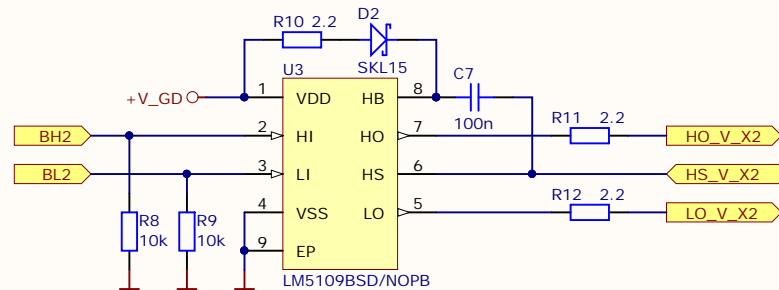 R10 2.2
D2
SKL15
U3
C7
100n
+V_GD
1 VDD HB 8
BH2
2 HI HO 7
R11 2.2
HO_V_X2
BL2
3 LI HS 6
HS_V_X2
R12 2.2
4 VSS LO 5
LO_V_X2
R8
10k
R9
10k
9 EP
LM5109BSD/NOPB